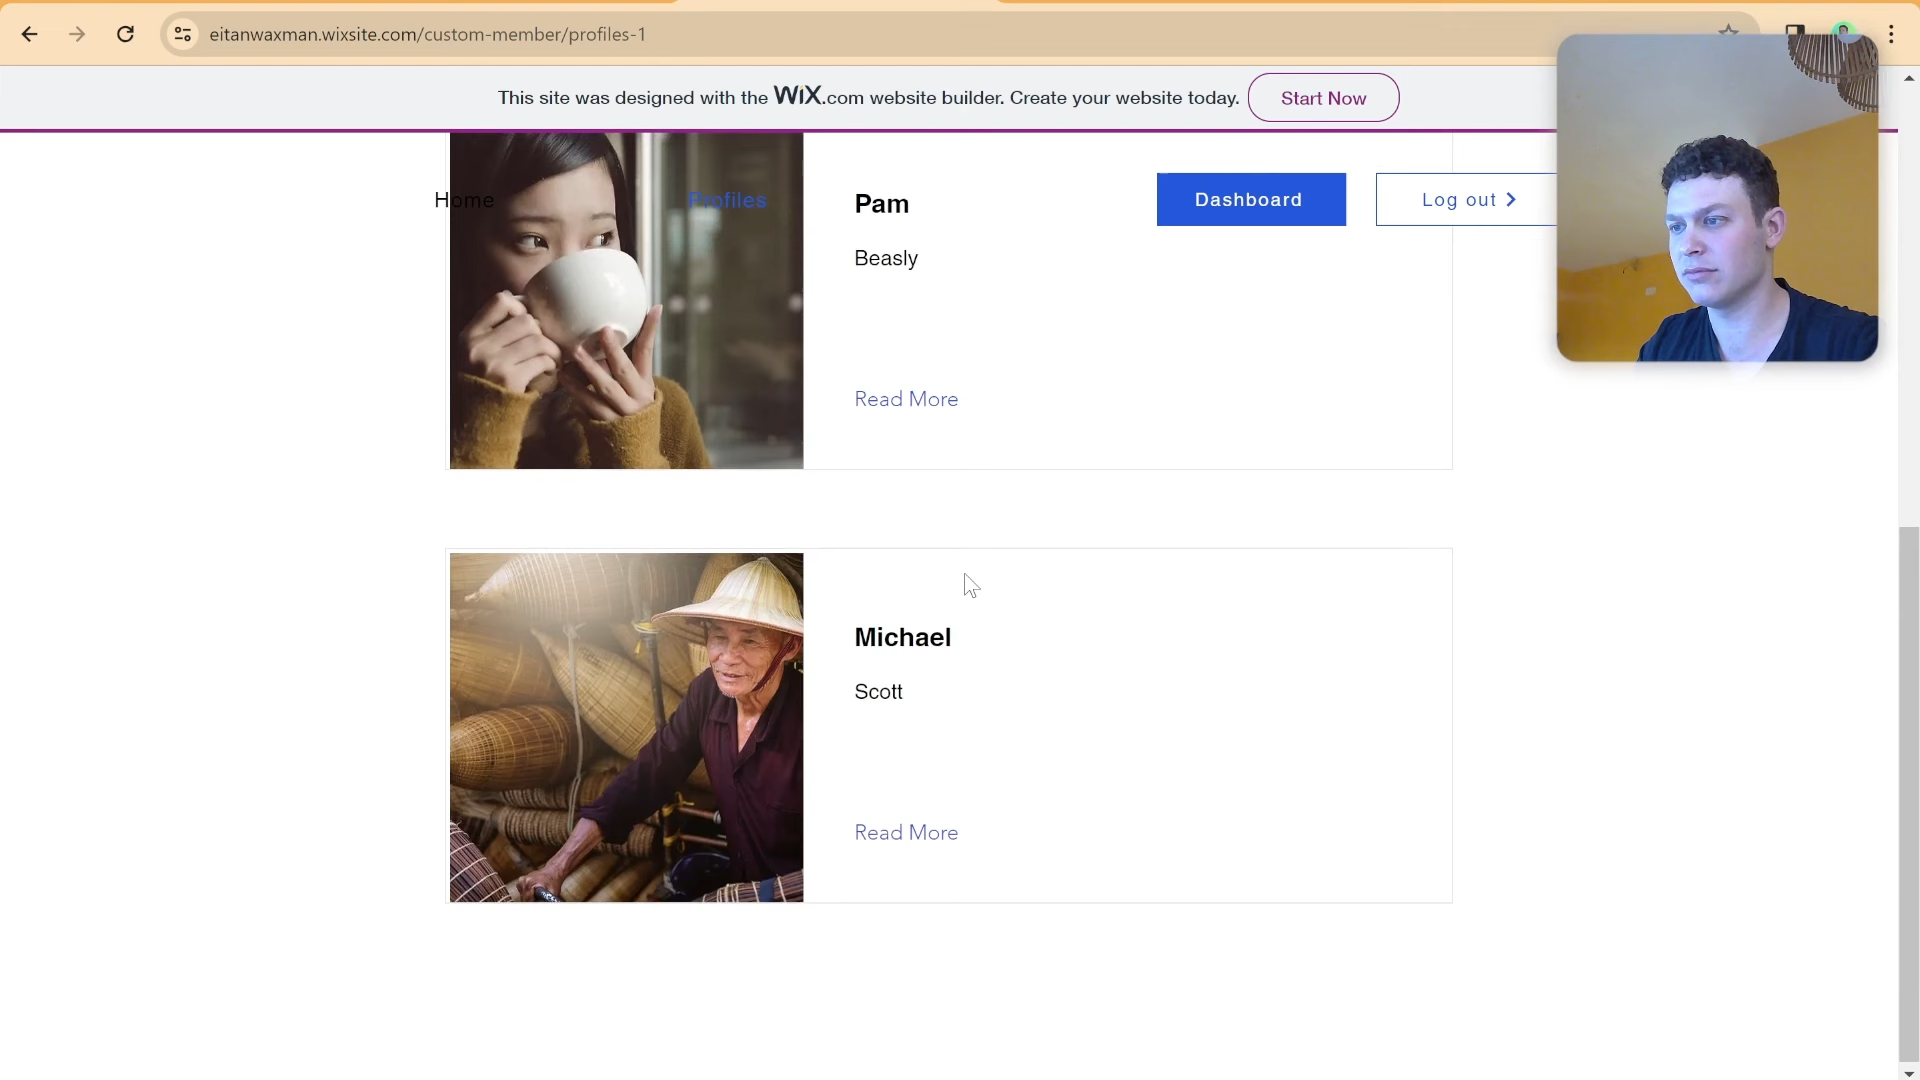 eitanwaxman.wixsite.com/custom-member/profiles-1
This site was designed with the WiX.com website builder. Create your website today.
Start Now
Home
Profiles
Dashboard
Log out
Pam
Beasly
Read More
Michael
Scott
Read More